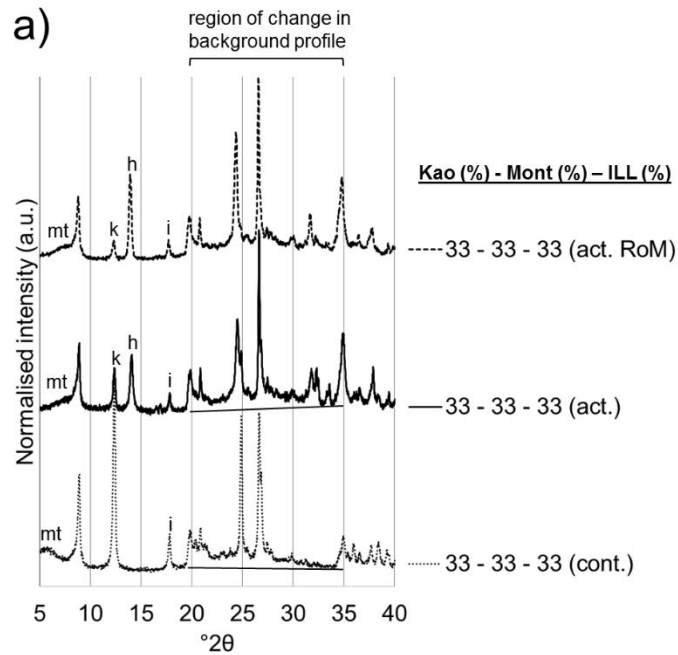 a)
region of change in
background profile
Kao (%) - Mont (%) – ILL (%)
Normalised intensity (a.u.)
mt
k
h
i
33 - 33 - 33 (act. RoM)
mt
k
h
i
33 - 33 - 33 (act.)
mt
i
33 - 33 - 33 (cont.)
5 10 15 20 25 30 35 40
°2θ